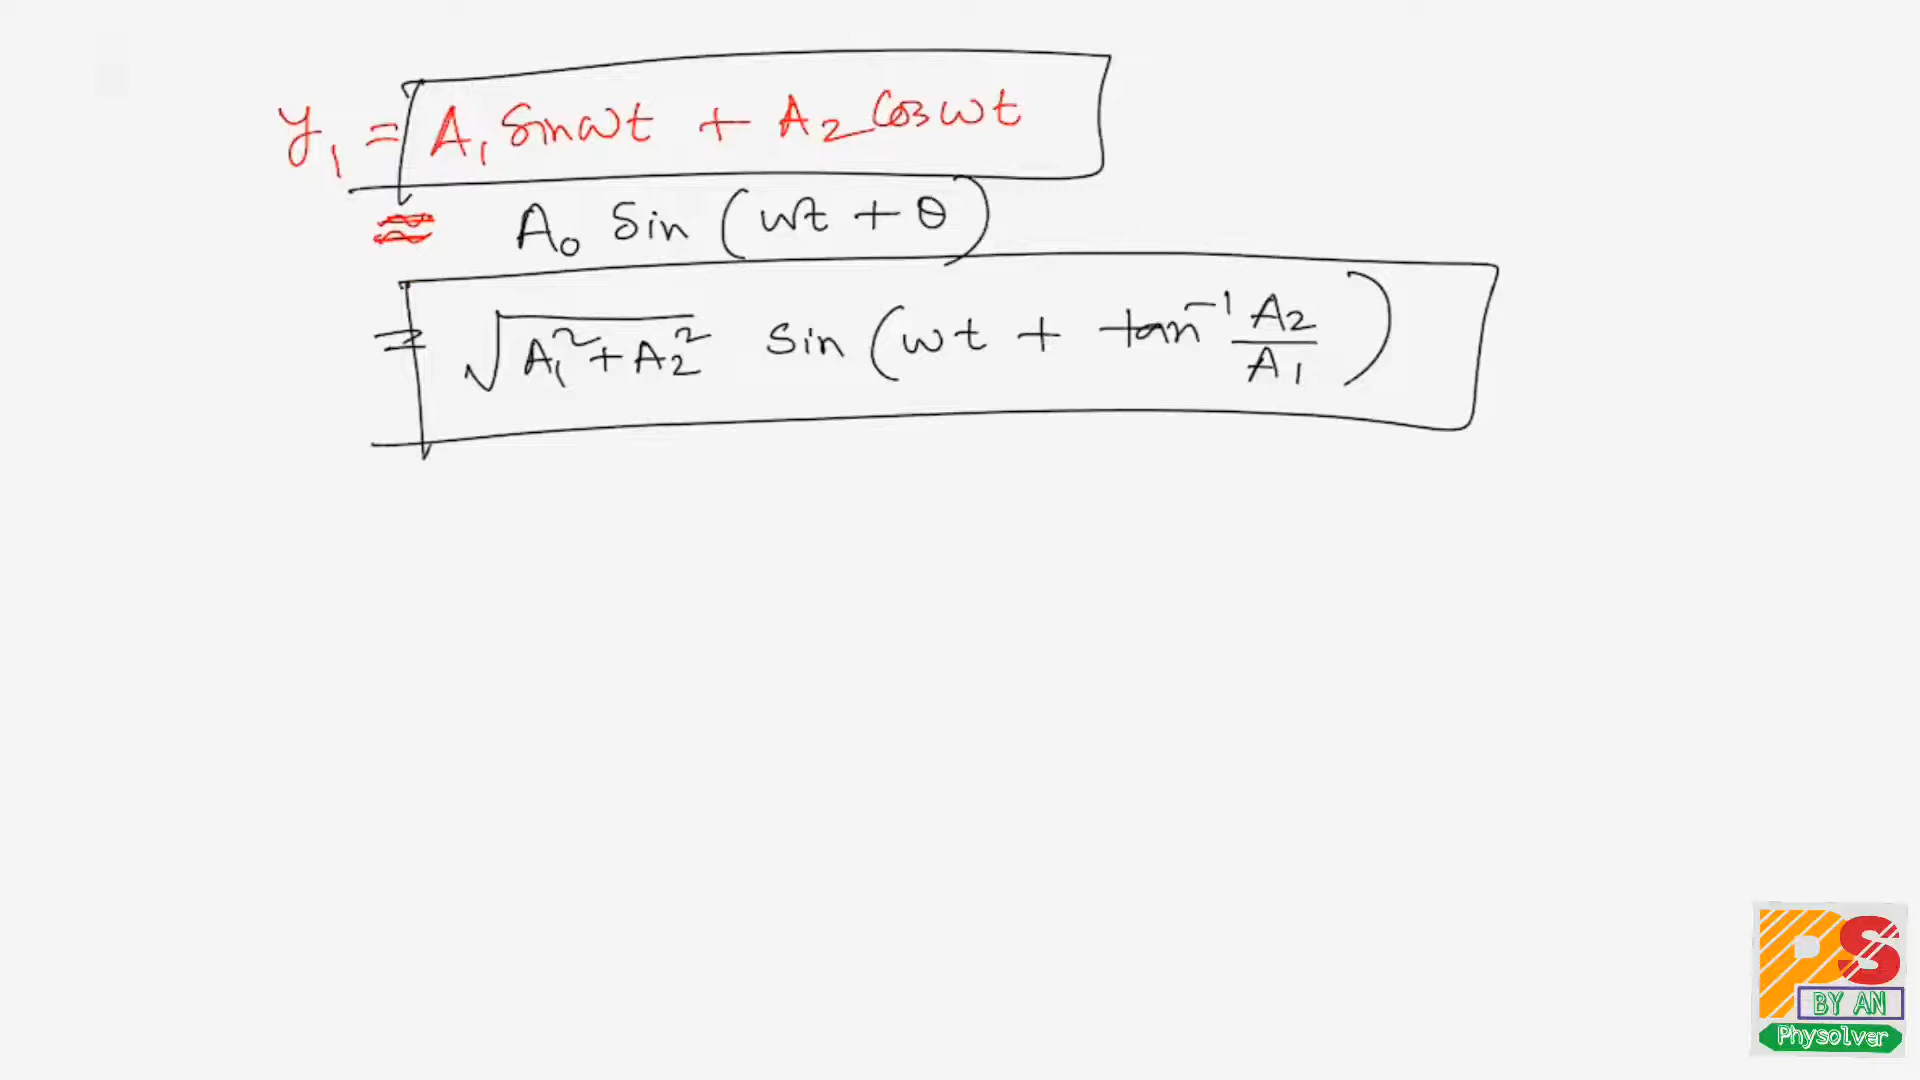 y₁ = A₁ Sinωt + A₂ Cosωt
≈ A₀ Sin (ωt + θ)
= √A₁² + A₂² Sin (ωt + tan⁻¹ A₂/A₁)
PS
BY AN
Physolver